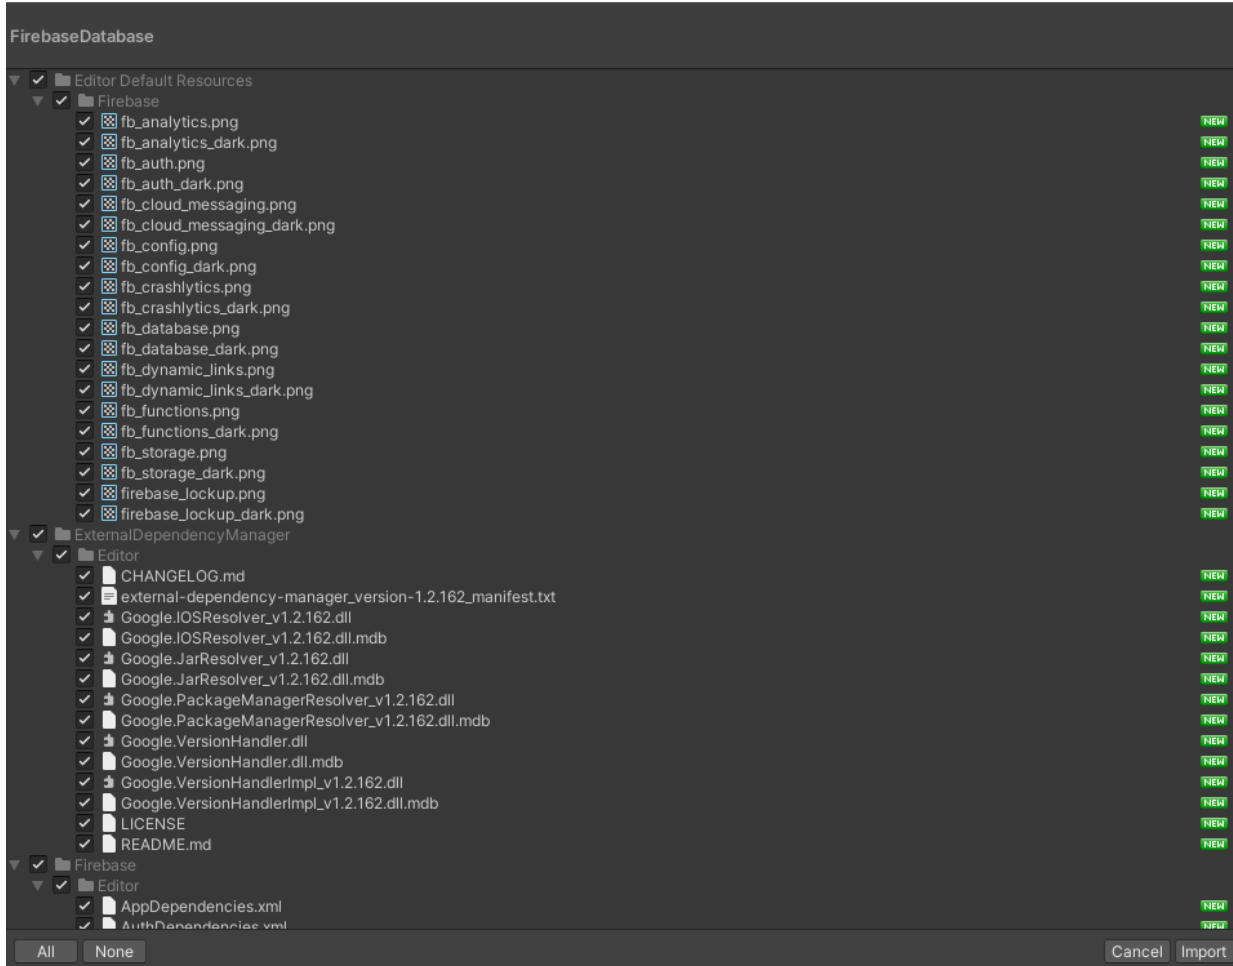 FirebaseDatabase
Editor Default Resources
Firebase
fb_analytics.png NEW
fb_analytics_dark.png NEW
fb_auth.png NEW
fb_auth_dark.png NEW
fb_cloud_messaging.png NEW
fb_cloud_messaging_dark.png NEW
fb_config.png NEW
fb_config_dark.png NEW
fb_crashlytics.png NEW
fb_crashlytics_dark.png NEW
fb_database.png NEW
fb_database_dark.png NEW
fb_dynamic_links.png NEW
fb_dynamic_links_dark.png NEW
fb_functions.png NEW
fb_functions_dark.png NEW
fb_storage.png NEW
fb_storage_dark.png NEW
firebase_lockup.png NEW
firebase_lockup_dark.png NEW
ExternalDependencyManager
Editor
CHANGELOG.md NEW
external-dependency-manager_version-1.2.162_manifest.txt NEW
Google.IOSResolver_v1.2.162.dll NEW
Google.IOSResolver_v1.2.162.dll.mdb NEW
Google.JarResolver_v1.2.162.dll NEW
Google.JarResolver_v1.2.162.dll.mdb NEW
Google.PackageManagerResolver_v1.2.162.dll NEW
Google.PackageManagerResolver_v1.2.162.dll.mdb NEW
Google.VersionHandler.dll NEW
Google.VersionHandler.dll.mdb NEW
Google.VersionHandlerImpl_v1.2.162.dll NEW
Google.VersionHandlerImpl_v1.2.162.dll.mdb NEW
LICENSE NEW
README.md NEW
Firebase
Editor
AppDependencies.xml NEW
AuthDependencies.xml NEW
All None Cancel Import